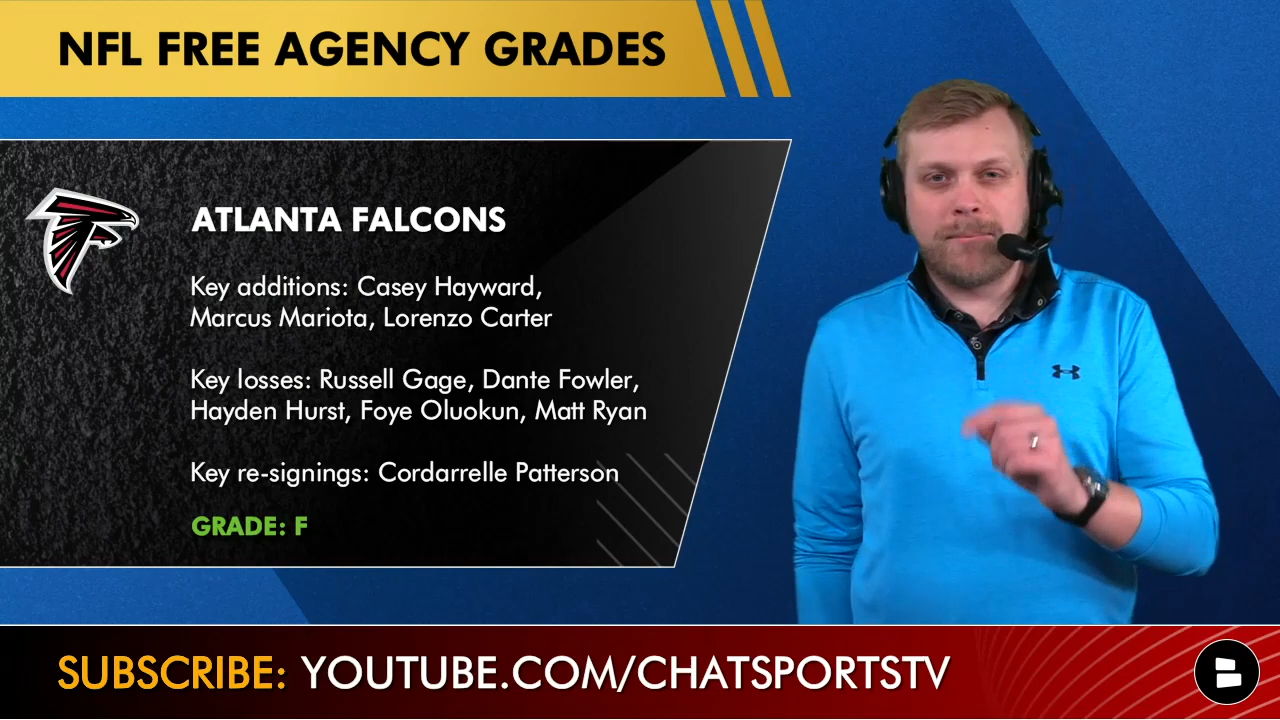 NFL FREE AGENCY GRADES
ATLANTA FALCONS
Key additions: Casey Hayward,
Marcus Mariota, Lorenzo Carter
Key losses: Russell Gage, Dante Fowler,
Hayden Hurst, Foye Oluokun, Matt Ryan
Key re-signings: Cordarrelle Patterson
GRADE: F
SUBSCRIBE: YOUTUBE.COM/CHATSPORTSTV